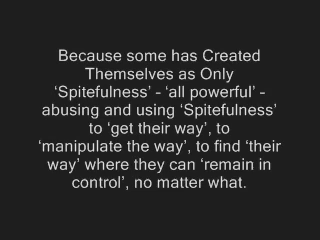 Because some has Created
Themselves as Only
‘Spitefulness’ - ‘all powerful’ -
abusing and using ‘Spitefulness’
to ‘get their way’, to
‘manipulate the way’, to find ‘their
way’ where they can ‘remain in
control’, no matter what.